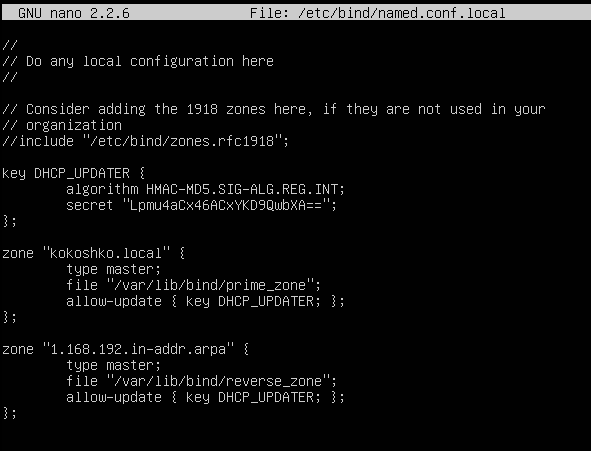 GNU nano 2.2.6 File: /etc/bind/named.conf.local
//
// Do any local configuration here
//
// Consider adding the 1918 zones here, if they are not used in your
// organization
//include "/etc/bind/zones.rfc1918";
key DHCP_UPDATER {
algorithm HMAC-MD5.SIG-ALG.REG.INT;
secret "Lpmu4aCx46ACxYKD9QwbXA==";
};
zone "kokoshko.local" {
type master;
file "/var/lib/bind/prime_zone";
allow-update { key DHCP_UPDATER; };
};
zone "1.168.192.in-addr.arpa" {
type master;
file "/var/lib/bind/reverse_zone";
allow-update { key DHCP_UPDATER; };
};